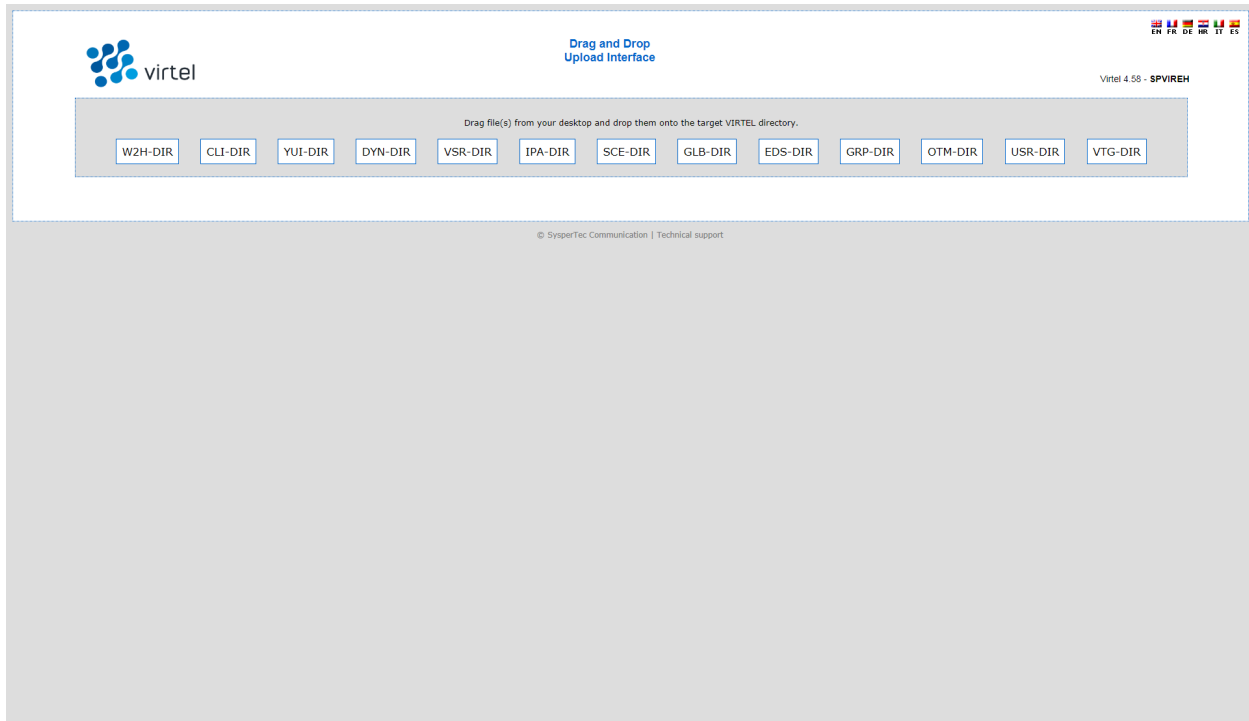 EN FR DE HR IT ES
Drag and Drop
Upload Interface
virtel
Virtel 4.58 - SPVIREH
Drag file(s) from your desktop and drop them onto the target VIRTEL directory.
W2H-DIR CLI-DIR YUI-DIR DYN-DIR VSR-DIR IPA-DIR SCE-DIR GLB-DIR EDS-DIR GRP-DIR OTM-DIR USR-DIR VTG-DIR
© SysperTec Communication | Technical support